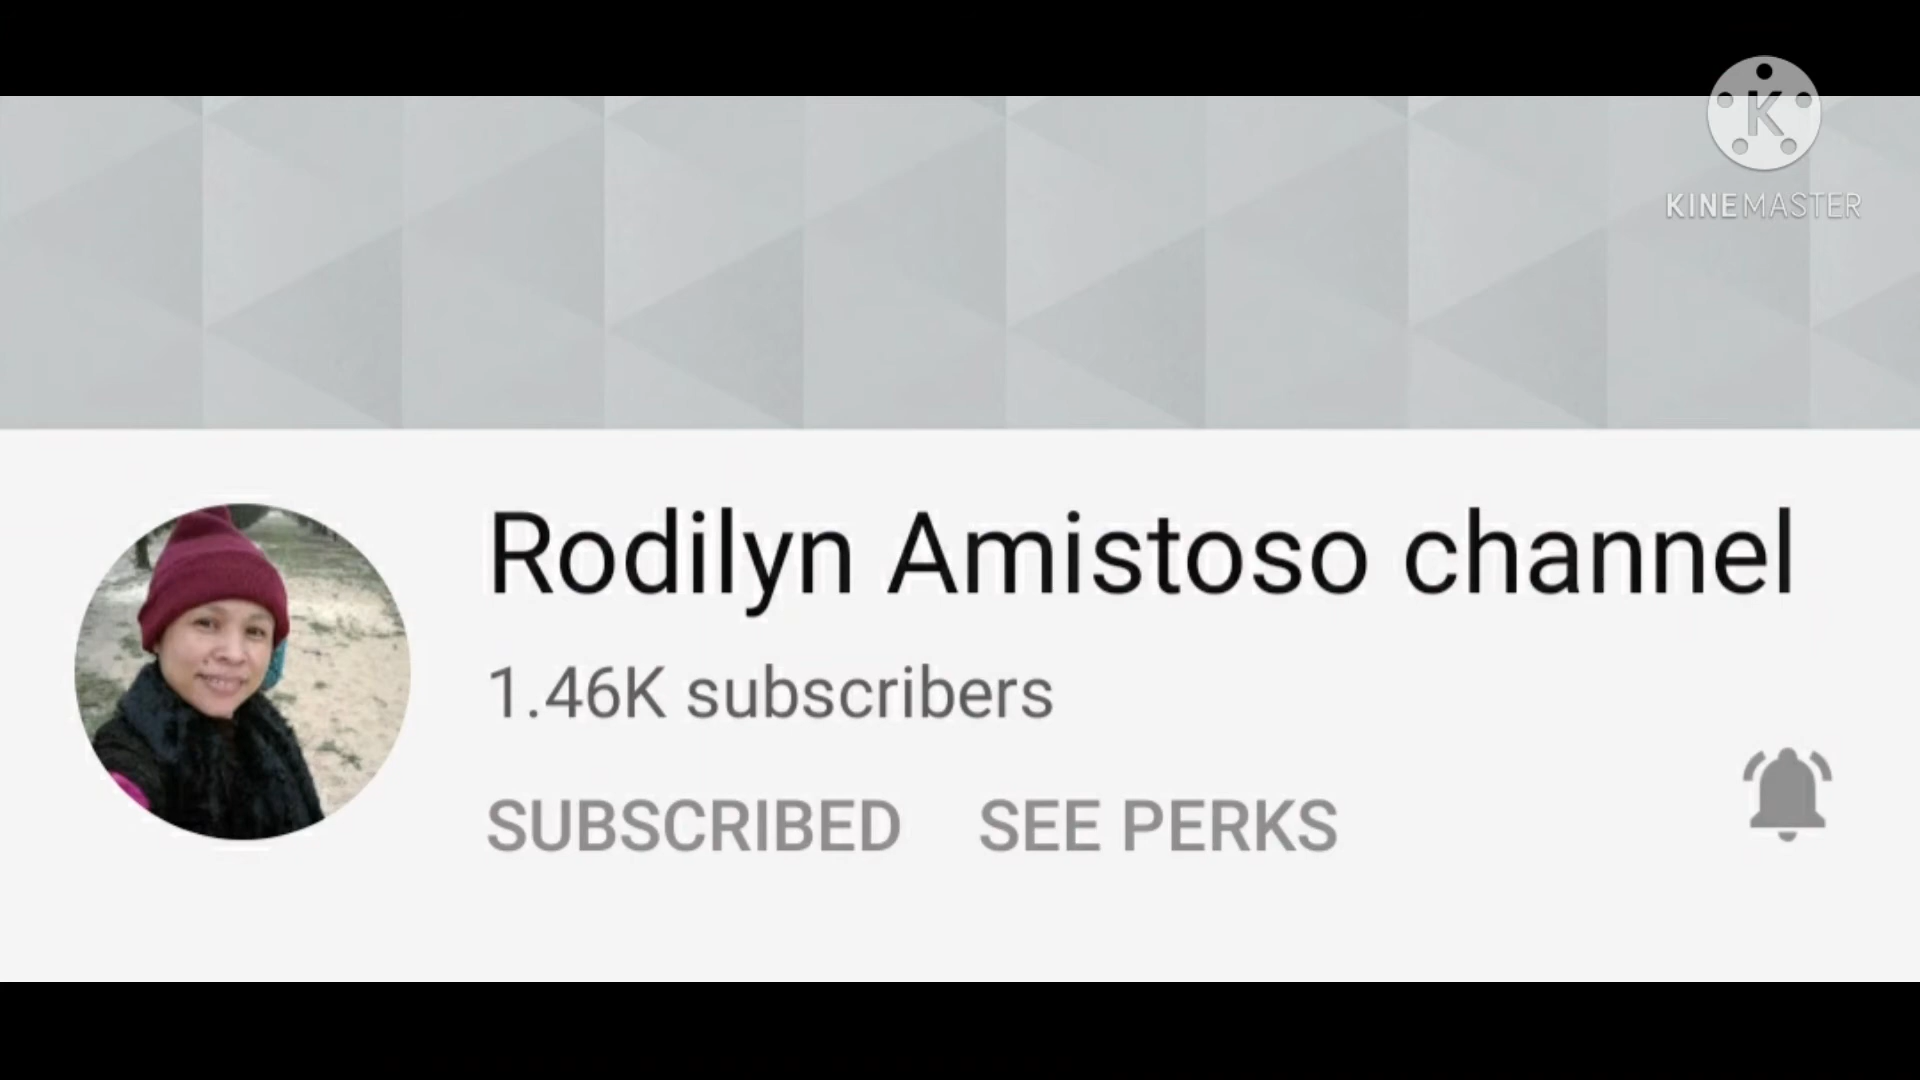 K
KINEMASTER
Rodilyn Amistoso channel
1.46K subscribers
SUBSCRIBED SEE PERKS